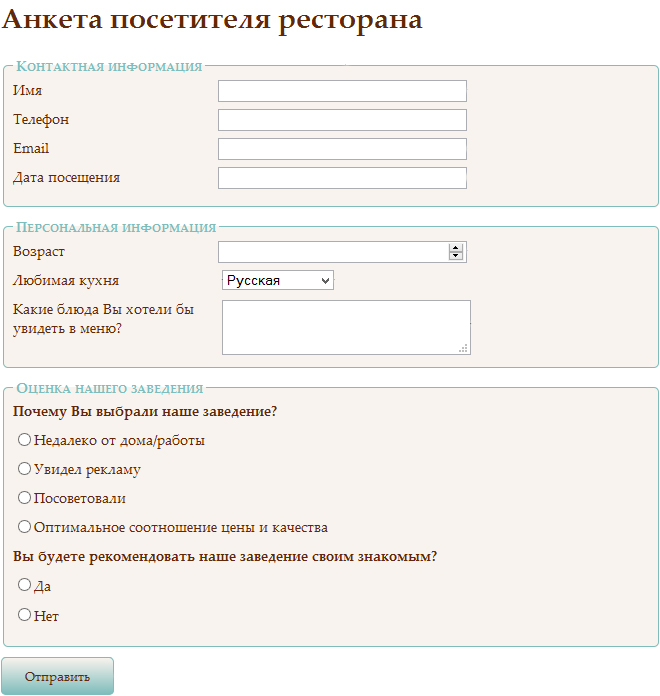 Анкета посетителя ресторана
Контактная информация
Имя
Телефон
Email
Дата посещения
Персональная информация
Возраст
Любимая кухня
Русская
Какие блюда Вы хотели бы
увидеть в меню?
Оценка нашего заведения
Почему Вы выбрали наше заведение?
Недалеко от дома/работы
Увидел рекламу
Посоветовали
Оптимальное соотношение цены и качества
Вы будете рекомендовать наше заведение своим знакомым?
Да
Нет
Отправить